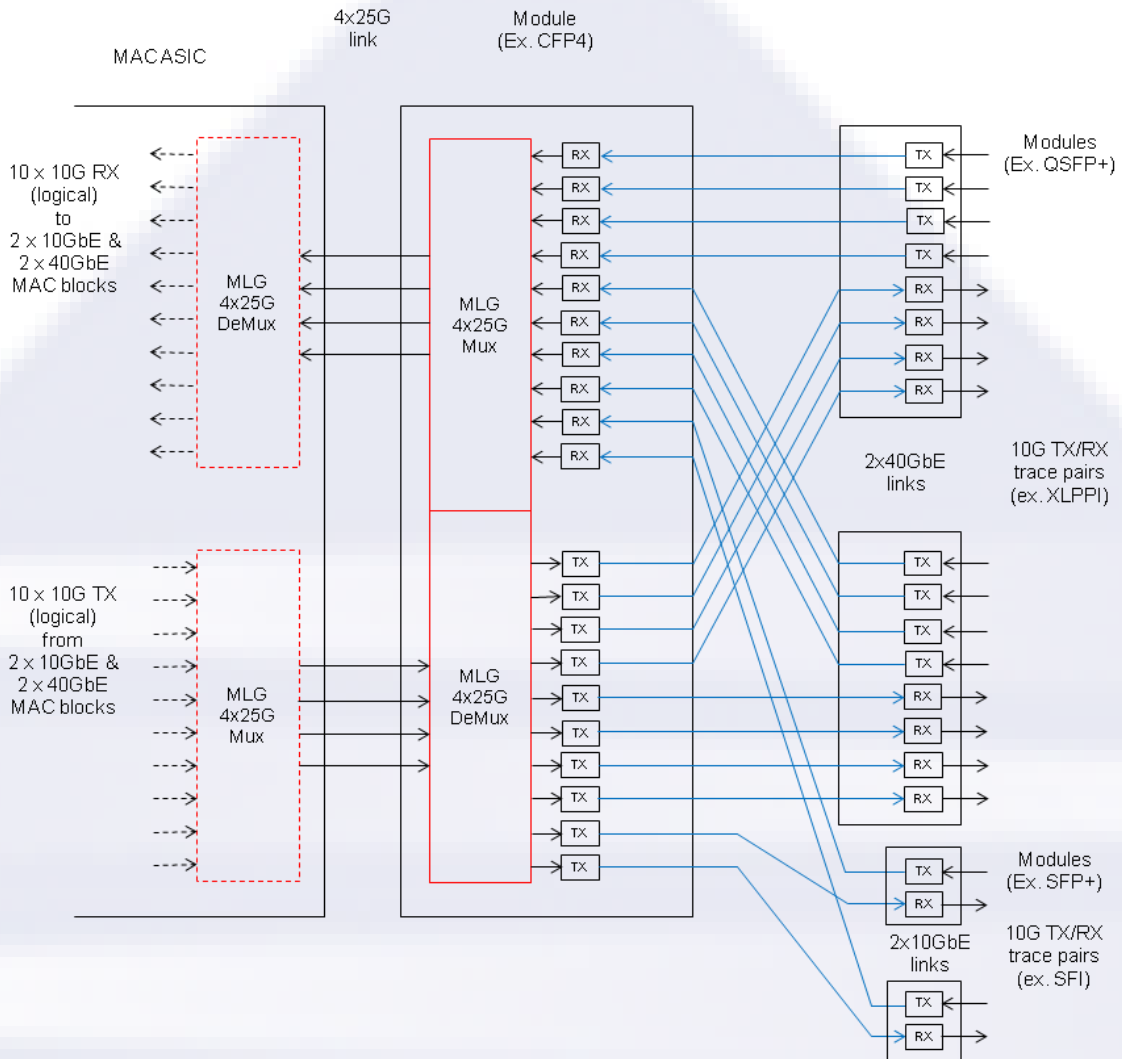 4x25G
link
Module
(Ex. CFP4)
MACASIC
10 x 10G RX
(logical)
to
2 x 10GbE &
2 x 40GbE
MAC blocks
MLG
4x25G
DeMux
MLG
4x25G
Mux
RX
RX
RX
RX
RX
RX
RX
RX
RX
RX
TX
TX
TX
TX
RX
RX
RX
RX
Modules
(Ex. QSFP+)
2x40GbE
links
10G TX/RX
trace pairs
(ex. XLPPI)
10 x 10G TX
(logical)
from
2 x 10GbE &
2 x 40GbE
MAC blocks
MLG
4x25G
Mux
MLG
4x25G
DeMux
TX
TX
TX
TX
TX
TX
TX
TX
TX
TX
TX
TX
TX
TX
RX
RX
RX
RX
TX
RX
Modules
(Ex. SFP+)
2x10GbE
links
10G TX/RX
trace pairs
(ex. SFI)
TX
RX